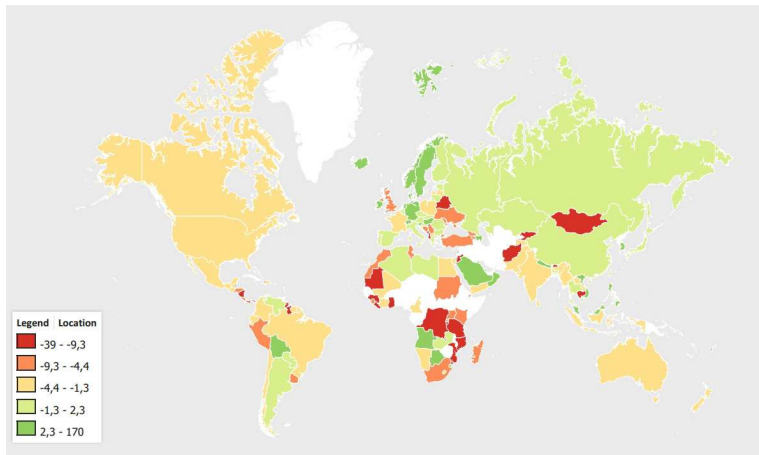 Legend Location
-39 - -9,3
-9,3 - -4,4
-4,4 - -1,3
-1,3 - 2,3
2,3 - 170